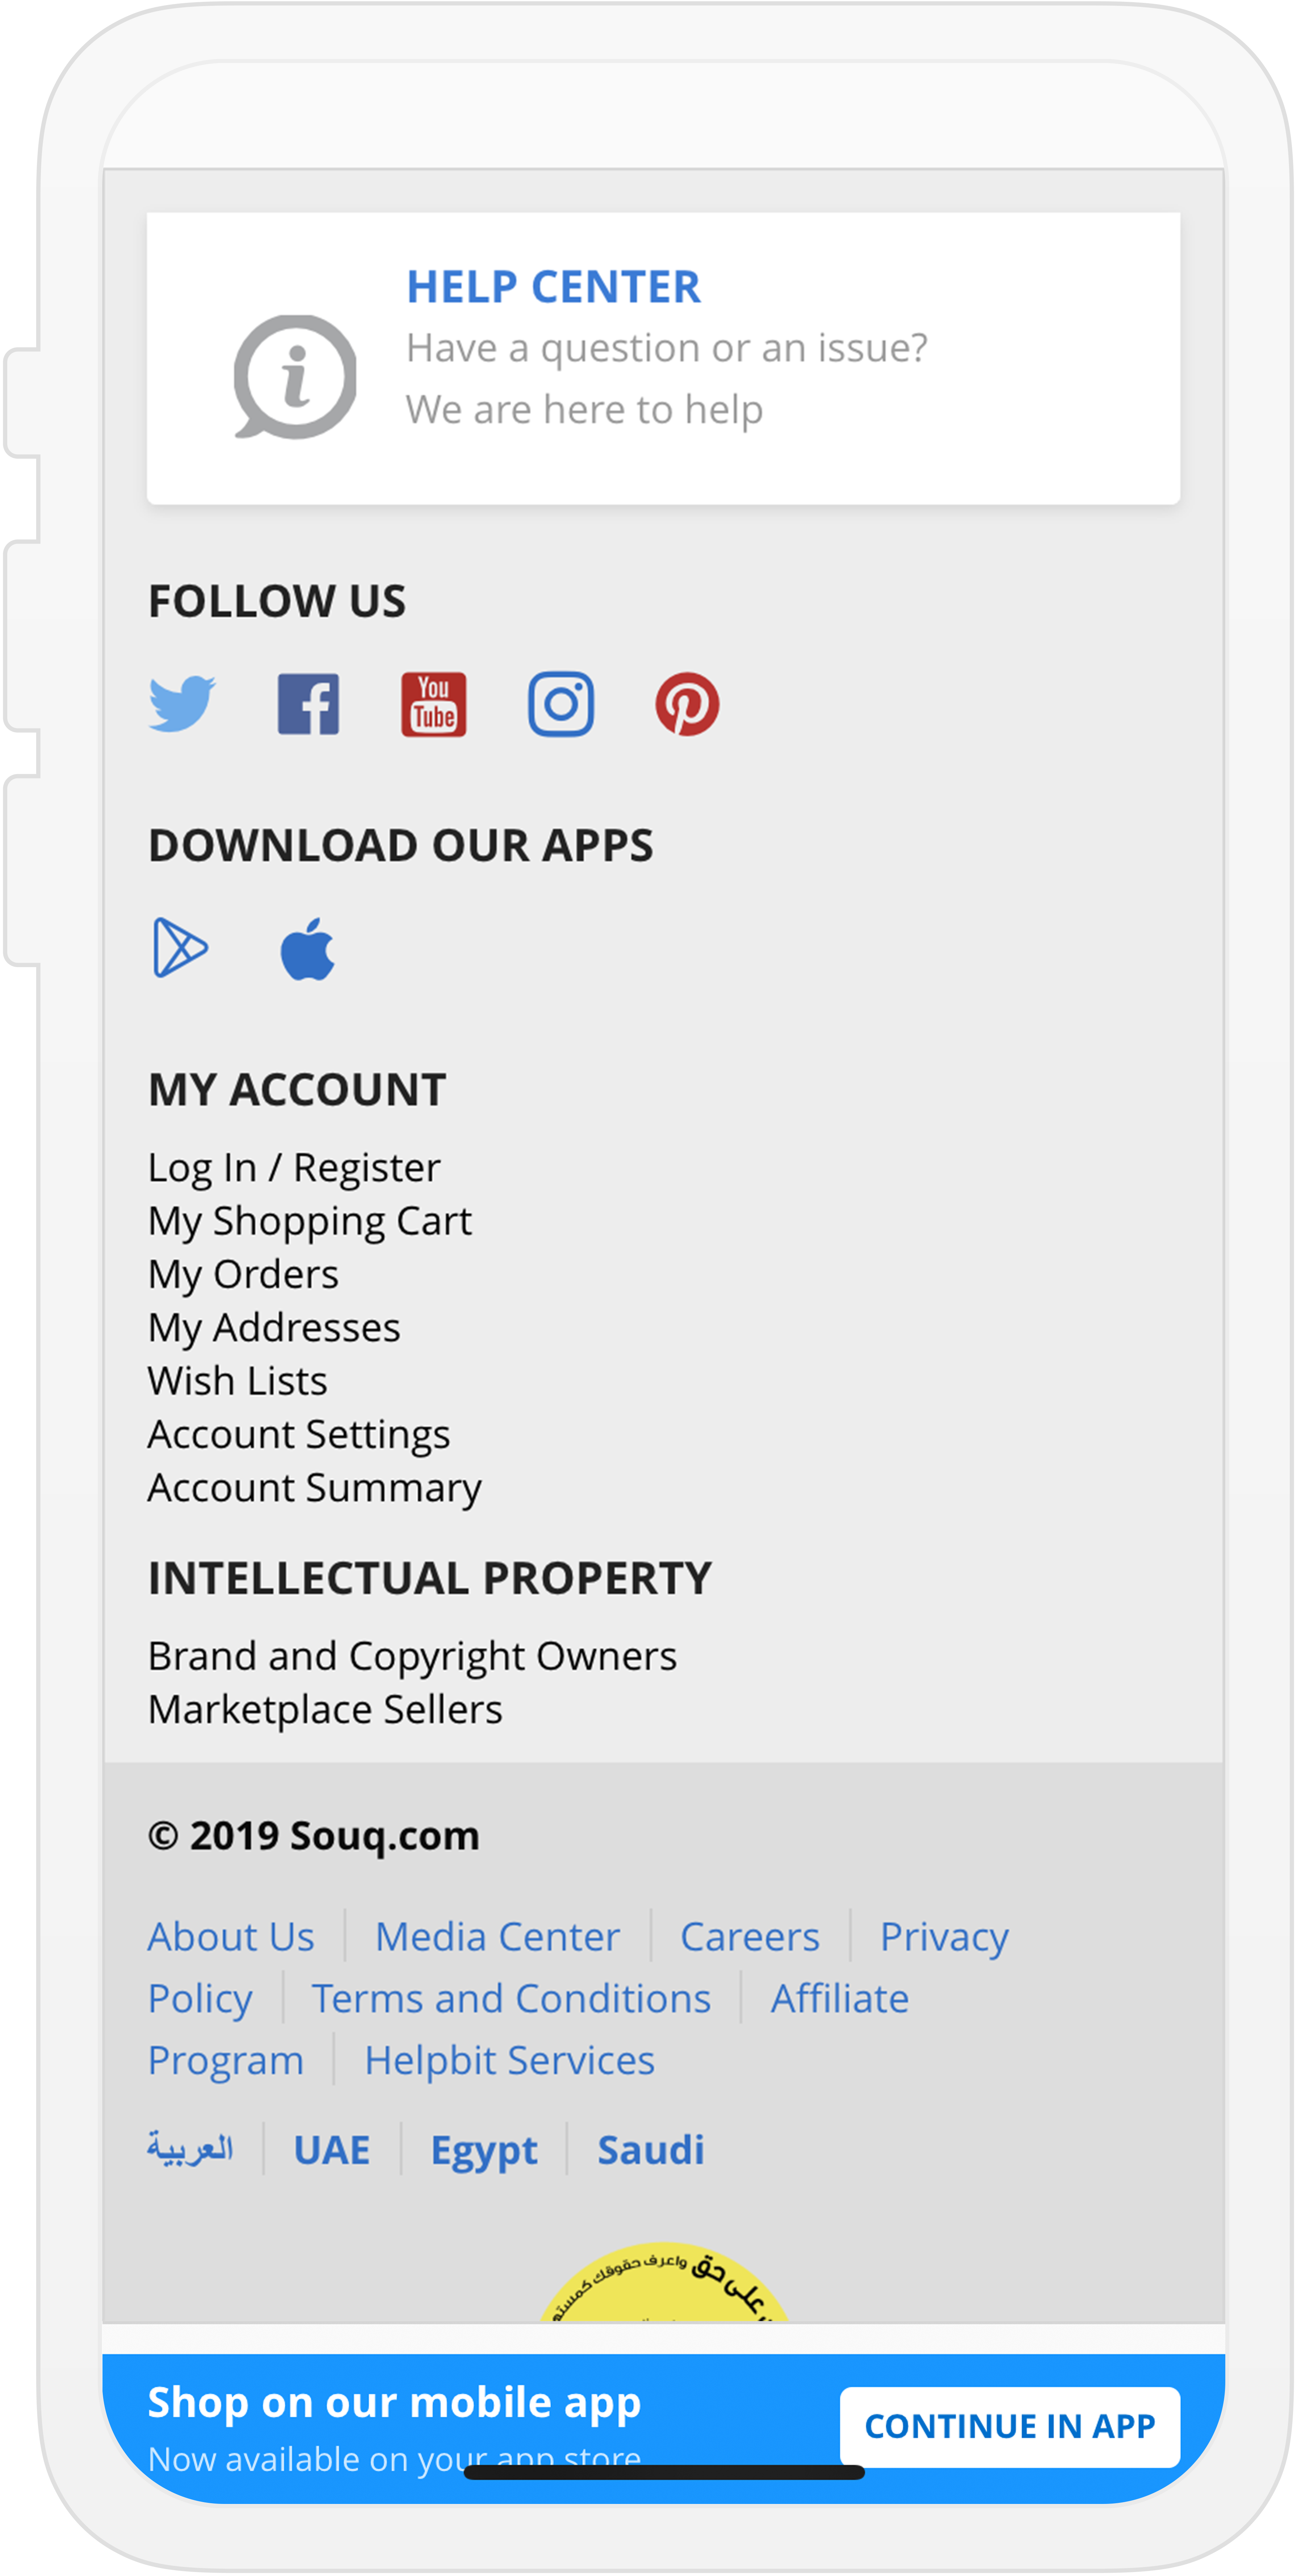 HELP CENTER
Have a question or an issue?
We are here to help
FOLLOW US
You
Tube
DOWNLOAD OUR APPS
MY ACCOUNT
Log In / Register
My Shopping Cart
My Orders
My Addresses
Wish Lists
Account Settings
Account Summary
INTELLECTUAL PROPERTY
Brand and Copyright Owners
Marketplace Sellers
© 2019 Souq.com
About Us Media Center Careers Privacy
Policy Terms and Conditions Affiliate
Program Helpbit Services
العربية UAE Egypt Saudi
على حق واعرف حقوقك
Shop on our mobile app
Now available on your app store
CONTINUE IN APP